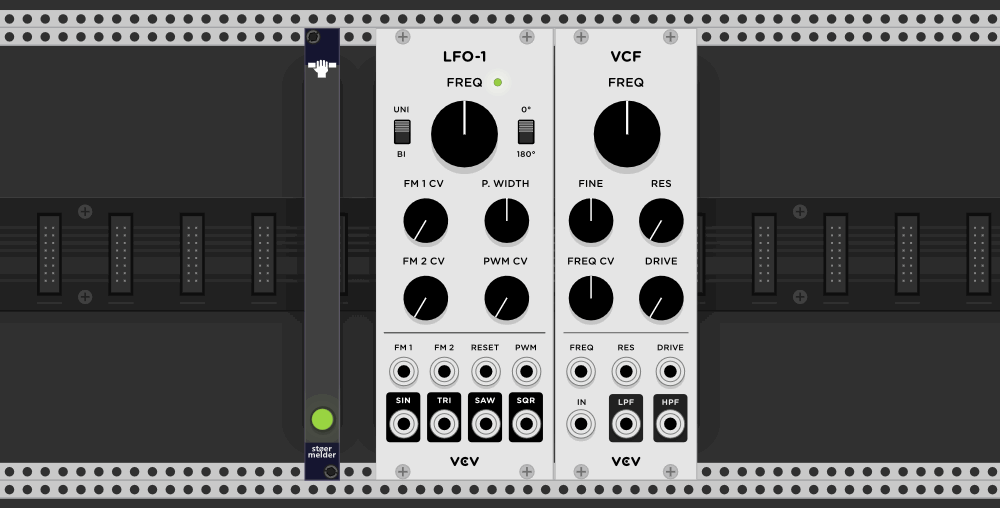 LFO-1
FREQ
UNI
BI
0°
180°
FM 1 CV
P. WIDTH
FM 2 CV
PWM CV
FM 1
FM 2
RESET
PWM
SIN
TRI
SAW
SQR
VCV
VCF
FREQ
FINE
RES
FREQ CV
DRIVE
FREQ
RES
DRIVE
IN
LPF
HPF
VCV
støer
melder